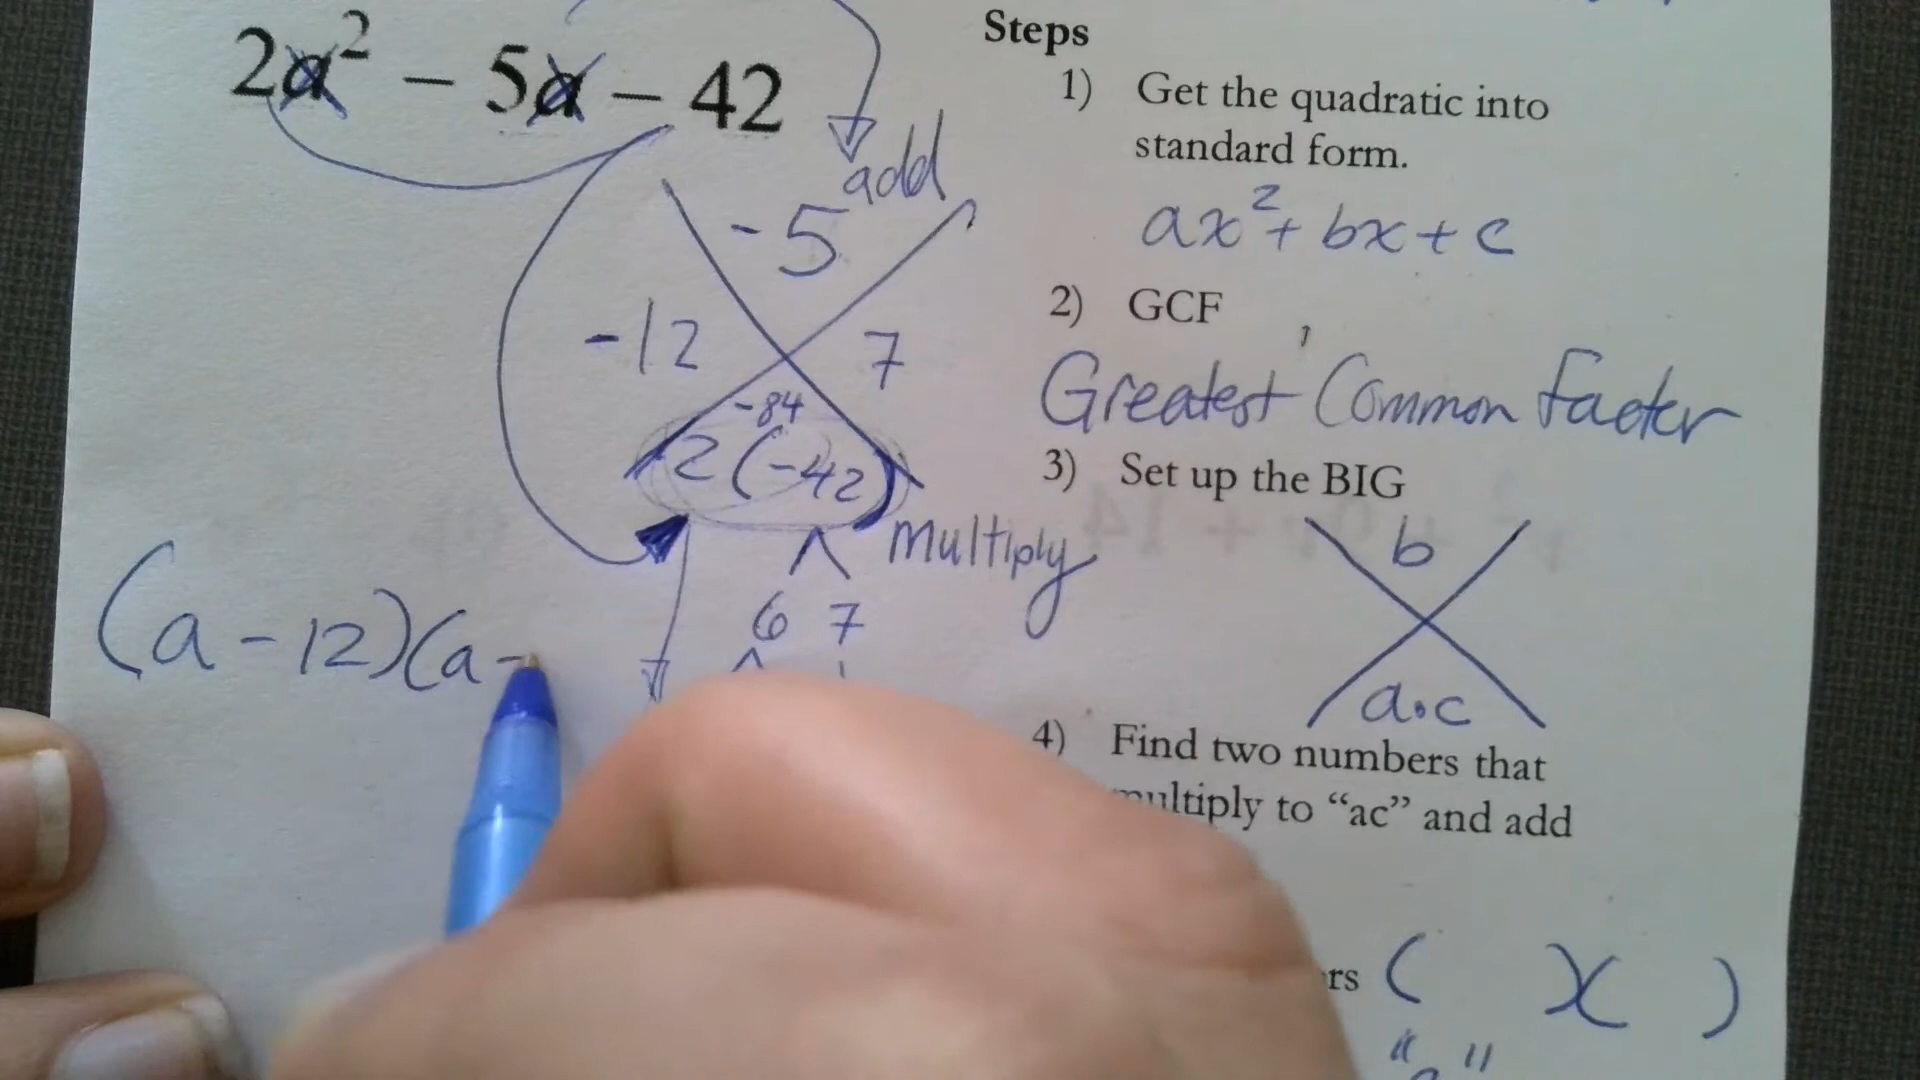 2a² – 5a – 42
add
-5
-12 7
-84
2(-42)
Multiply
6 7
(a - 12)(a -
Steps
1) Get the quadratic into
standard form.
ax² + bx + c
2) GCF
Greatest Common Factor
3) Set up the BIG
b
a·c
4) Find two numbers that
multiply to “ac” and add
rs ( X )